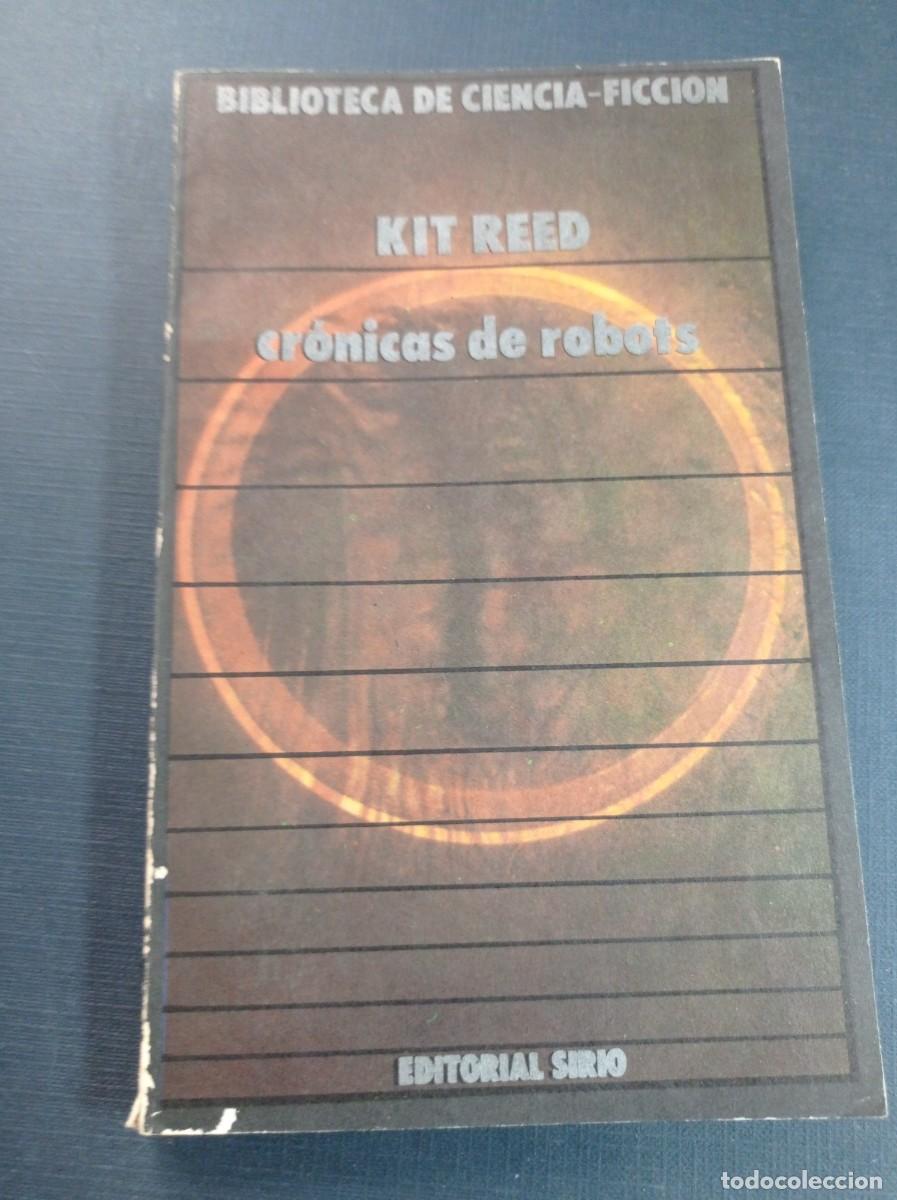 BIBLIOTECA DE CIENCIA-FICCION
KIT REED
crónicas de robots
EDITORIAL SIRIO
todocoleccion